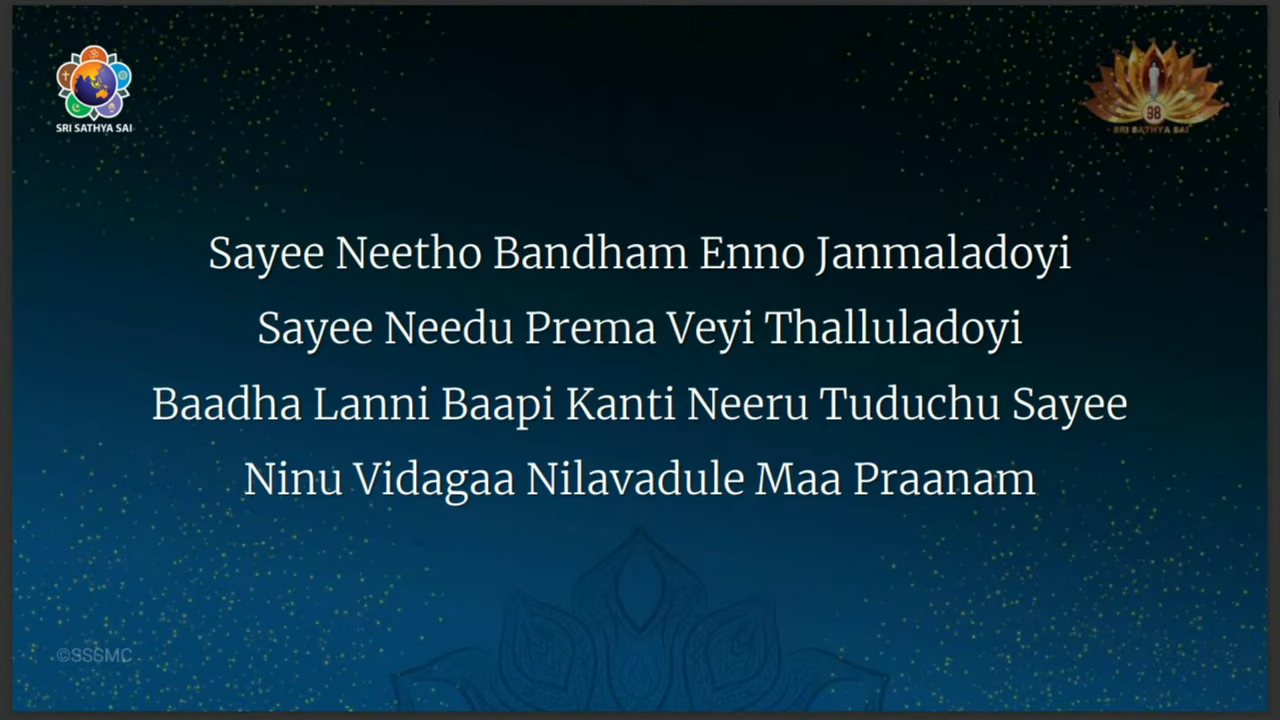 SRI SATHYA SAI
98
SRI SATHYA SAI
Sayee Neetho Bandham Enno Janmaladoyi
Sayee Needu Prema Veyi Thalluladoyi
Baadha Lanni Baapi Kanti Neeru Tuduchu Sayee
Ninu Vidagaa Nilavadule Maa Praanam
©SSSMC